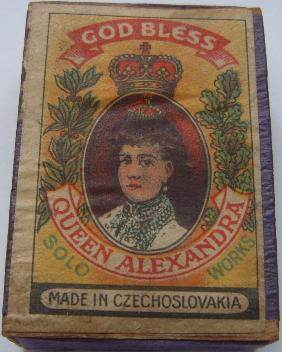 GOD BLESS
QUEEN ALEXANDRA
SOLO WORKS
MADE IN CZECHOSLOVAKIA